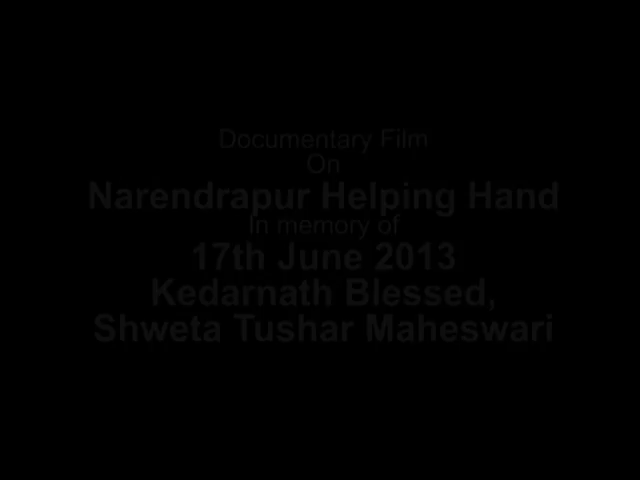 Documentary Film
On
Narendrapur Helping Hand
In memory of
17th June 2013
Kedarnath Blessed,
Shweta Tushar Maheswari